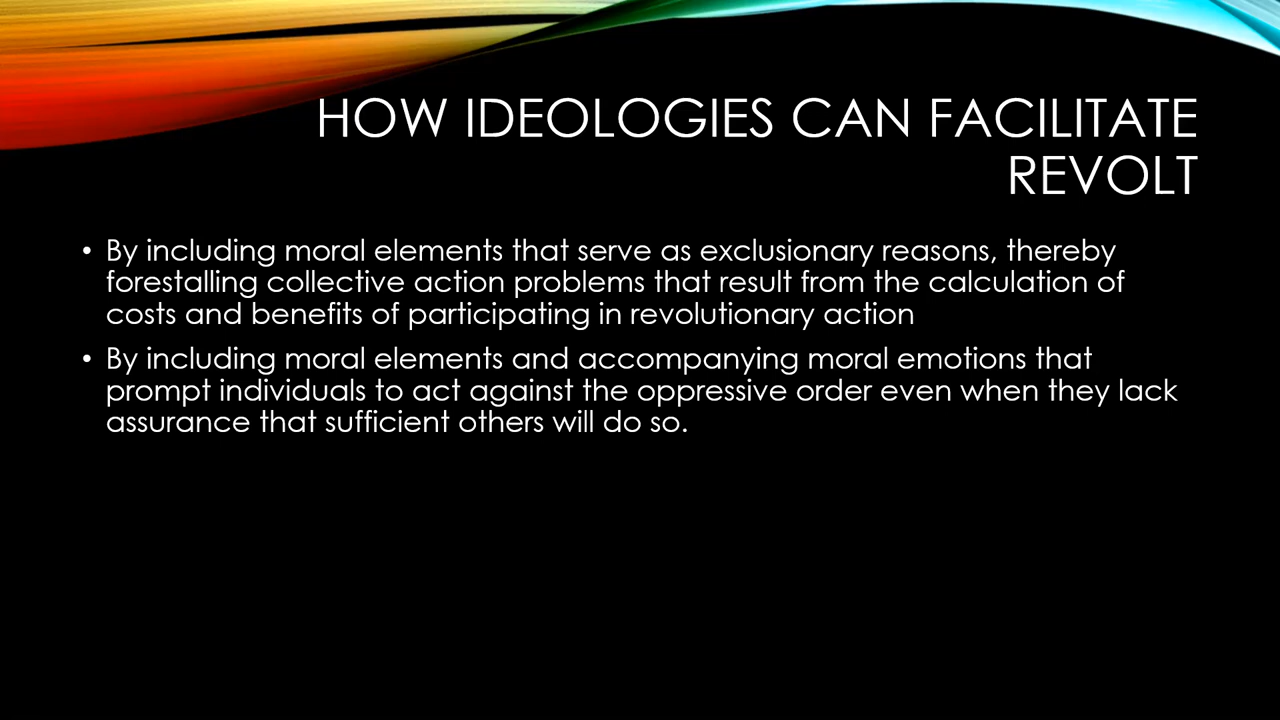 HOW IDEOLOGIES CAN FACILITATE
REVOLT
• By including moral elements that serve as exclusionary reasons, thereby
forestalling collective action problems that result from the calculation of
costs and benefits of participating in revolutionary action
• By including moral elements and accompanying moral emotions that
prompt individuals to act against the oppressive order even when they lack
assurance that sufficient others will do so.